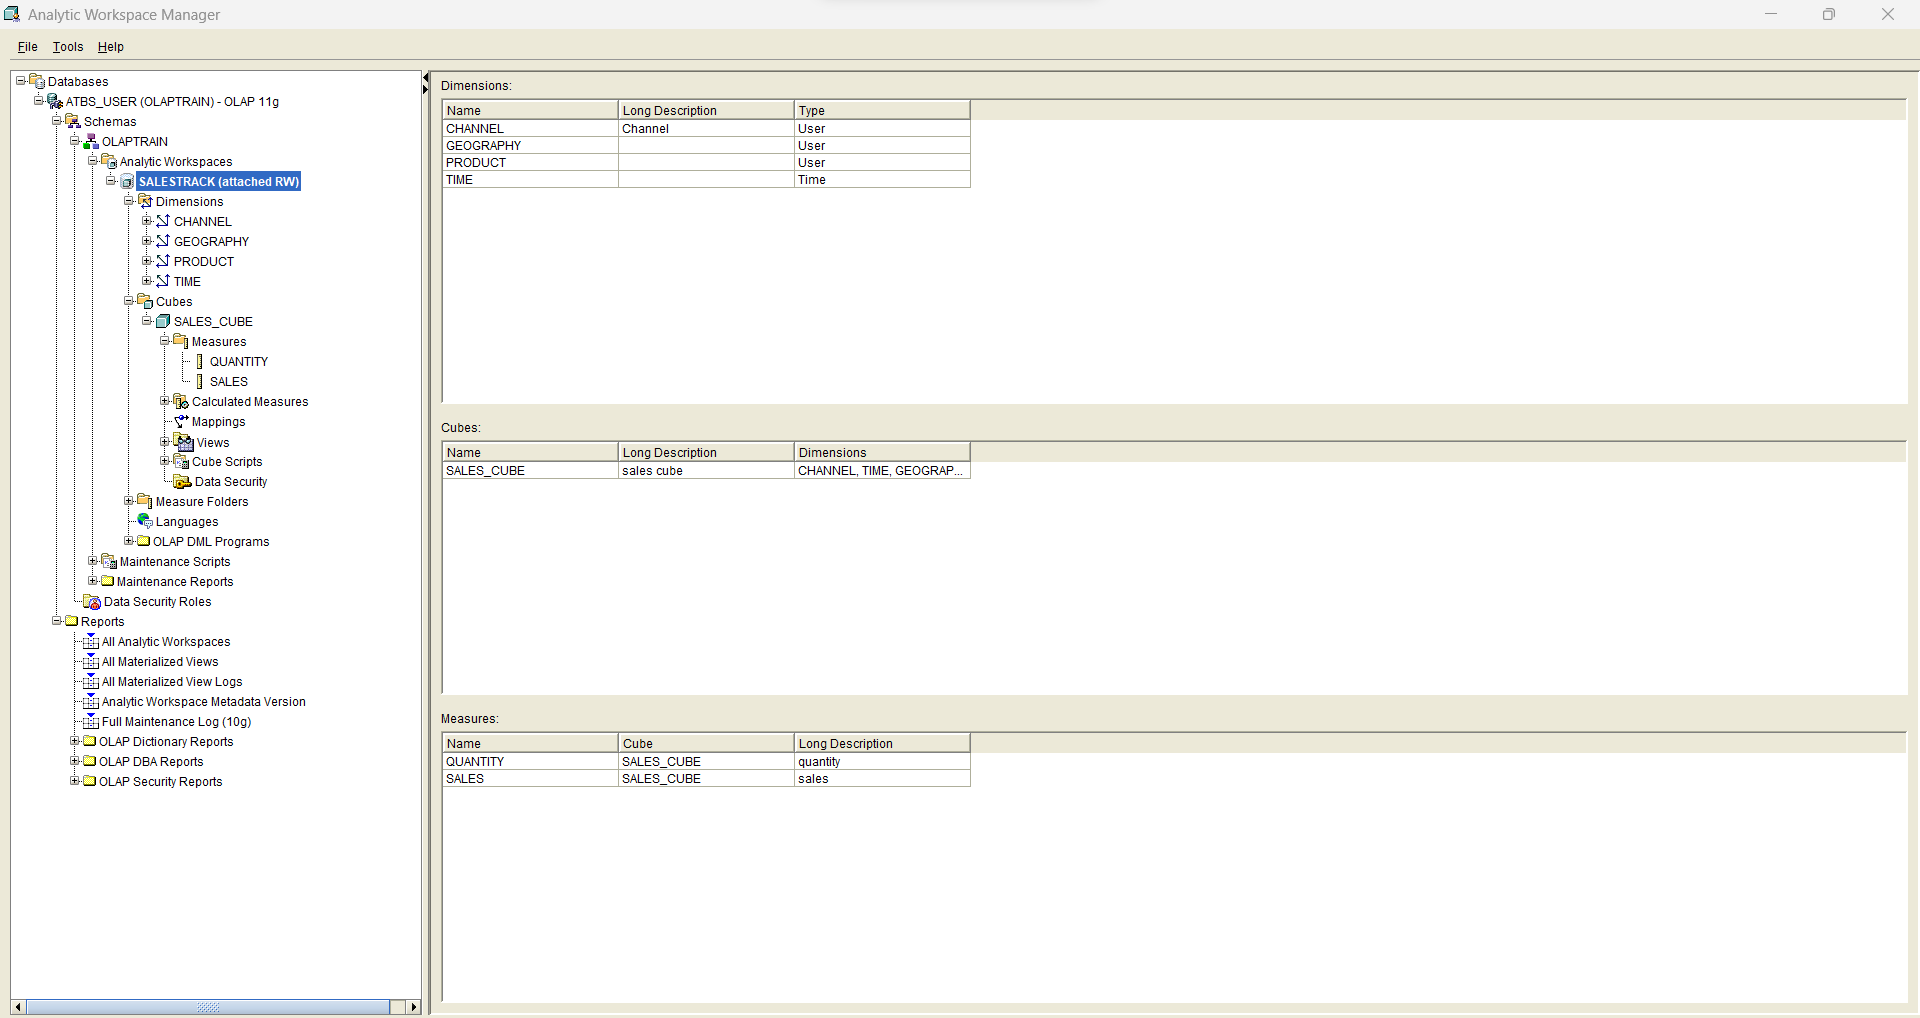 Analytic Workspace Manager
File Tools Help
Databases
ATBS_USER (OLAPTRAIN) - OLAP 11g
Schemas
OLAPTRAIN
Analytic Workspaces
SALESTRACK (attached RW)
Dimensions
CHANNEL
GEOGRAPHY
PRODUCT
TIME
Cubes
SALES_CUBE
Measures
QUANTITY
SALES
Calculated Measures
Mappings
Views
Cube Scripts
Data Security
Measure Folders
Languages
OLAP DML Programs
Maintenance Scripts
Maintenance Reports
Data Security Roles
Reports
All Analytic Workspaces
All Materialized Views
All Materialized View Logs
Analytic Workspace Metadata Version
Full Maintenance Log (10g)
OLAP Dictionary Reports
OLAP DBA Reports
OLAP Security Reports
Dimensions:
Name Long Description Type
CHANNEL Channel User
GEOGRAPHY User
PRODUCT User
TIME Time
Cubes:
Name Long Description Dimensions
SALES_CUBE sales cube CHANNEL, TIME, GEOGRAP...
Measures:
Name Cube Long Description
QUANTITY SALES_CUBE quantity
SALES SALES_CUBE sales